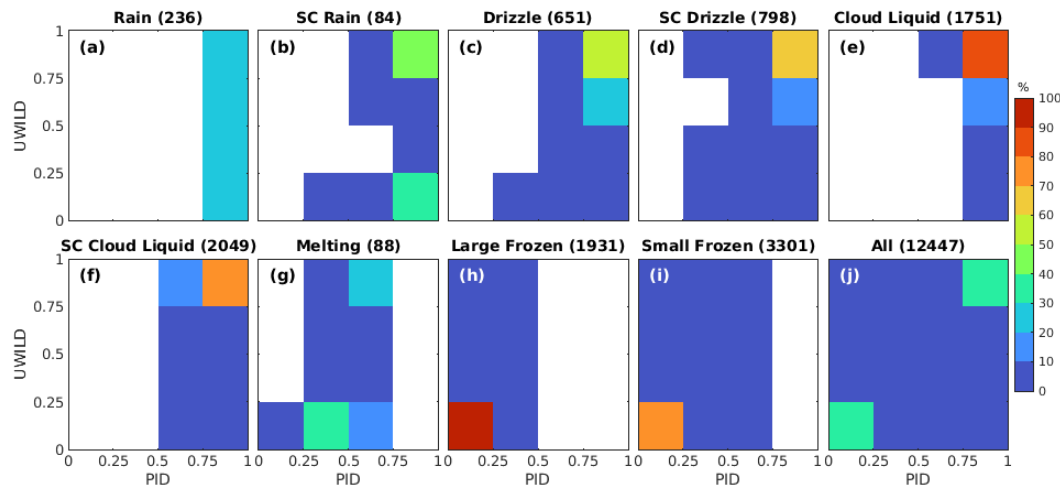 Rain (236) SC Rain (84) Drizzle (651) SC Drizzle (798) Cloud Liquid (1751)
(a) (b) (c) (d) (e)
UWILD
1
0.75
0.5
0.25
0
%
100
90
80
70
60
50
40
30
20
10
0
SC Cloud Liquid (2049) Melting (88) Large Frozen (1931) Small Frozen (3301) All (12447)
(f) (g) (h) (i) (j)
UWILD
1
0.75
0.5
0.25
0
0 0.25 0.5 0.75 1 0 0.25 0.5 0.75 1 0 0.25 0.5 0.75 1 0 0.25 0.5 0.75 1 0 0.25 0.5 0.75 1
PID PID PID PID PID